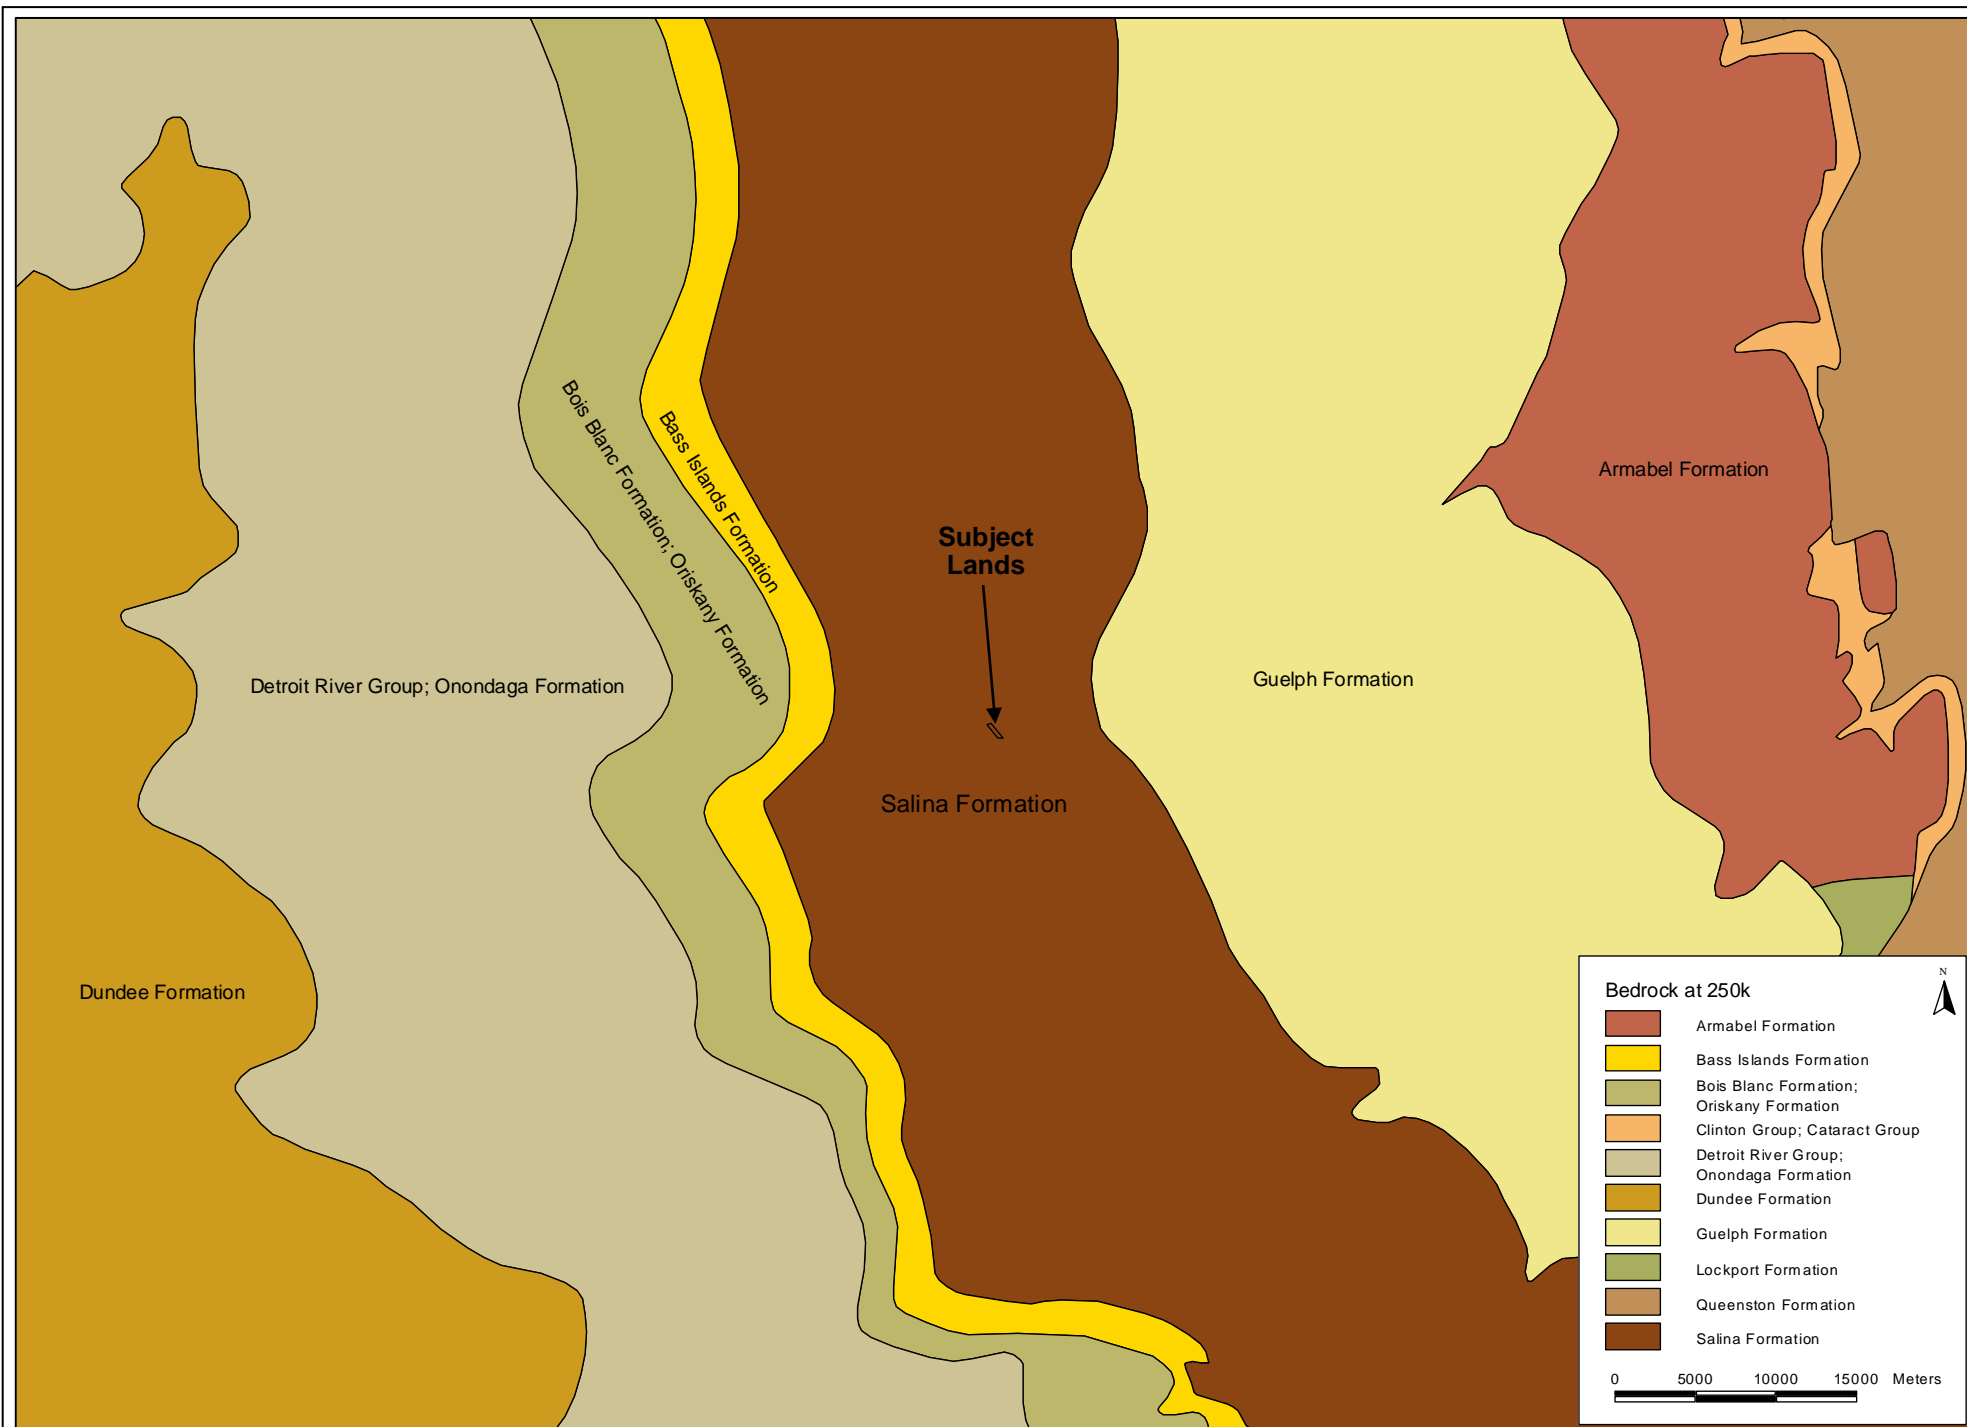 Armabel Formation
Bois Blanc Formation; Oriskany Formation
Bass Islands Formation
Subject
Lands
Detroit River Group; Onondaga Formation
Guelph Formation
Salina Formation
Dundee Formation
N
Bedrock at 250k
Armabel Formation
Bass Islands Formation
Bois Blanc Formation;
Oriskany Formation
Clinton Group; Cataract Group
Detroit River Group;
Onondaga Formation
Dundee Formation
Guelph Formation
Lockport Formation
Queenston Formation
Salina Formation
0 5000 10000 15000 Meters